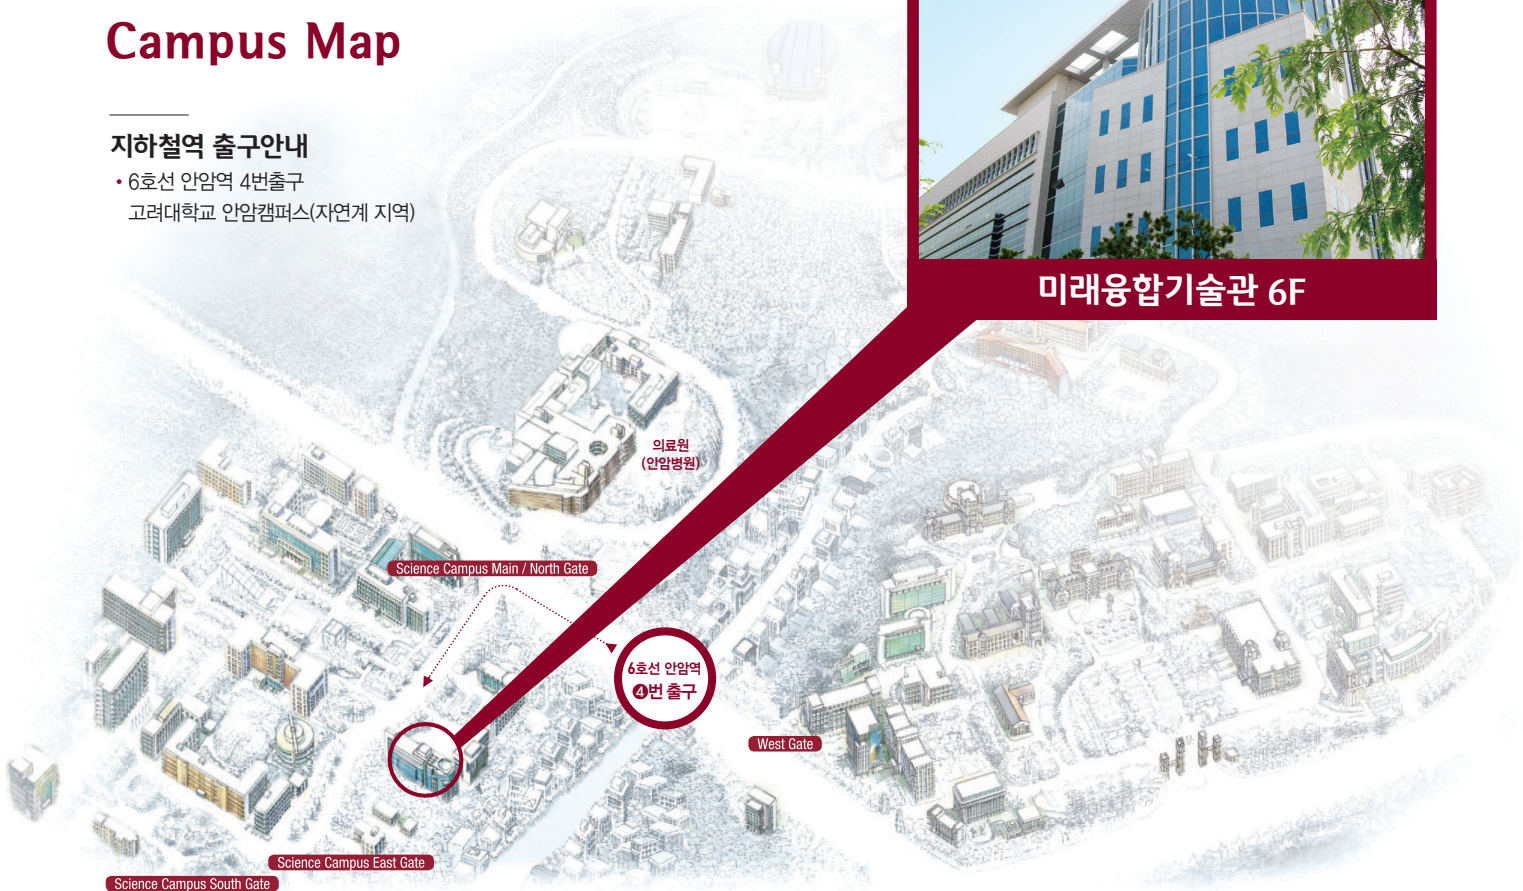 Campus Map
지하철역 출구안내
• 6호선 안암역 4번출구
고려대학교 안암캠퍼스(자연계 지역)
미래융합기술관 6F
의료원
(안암병원)
Science Campus Main / North Gate
6호선 안암역
4번 출구
West Gate
Science Campus East Gate
Science Campus South Gate